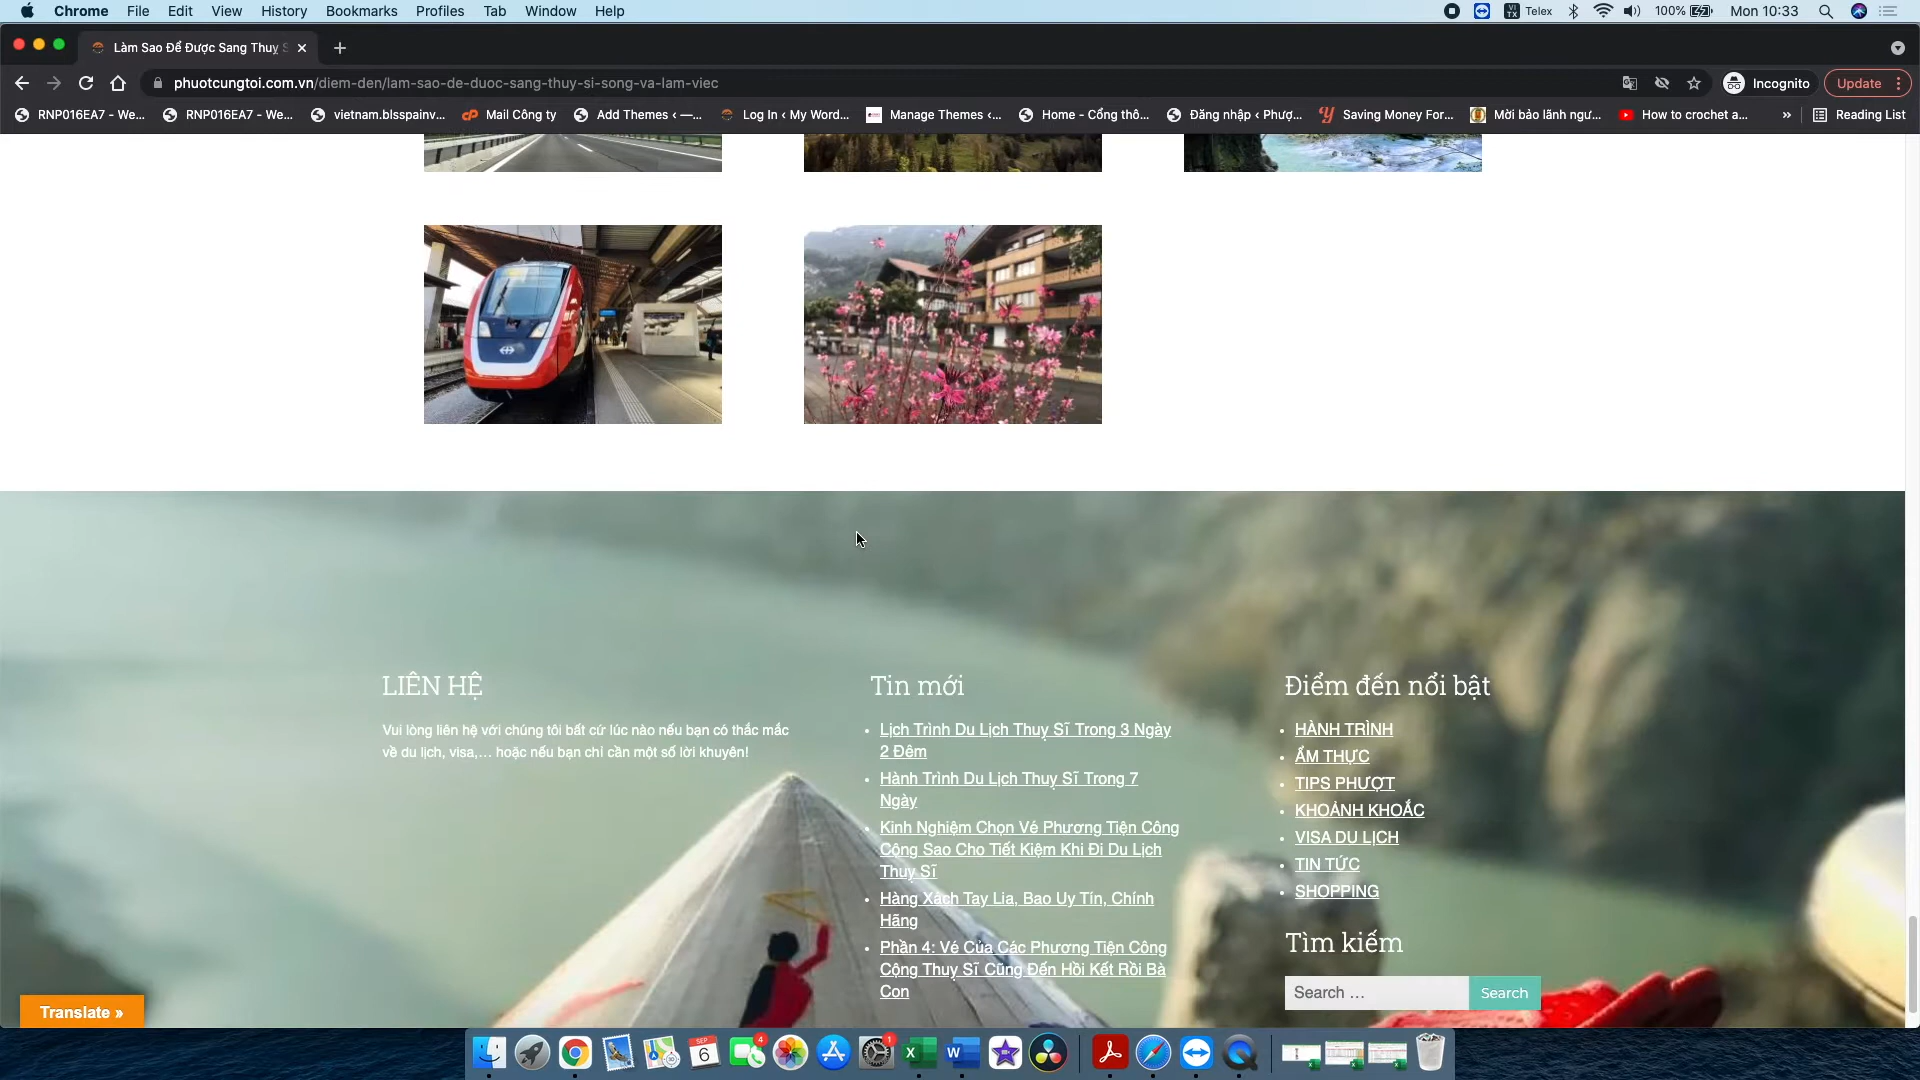 Chrome File Edit View History Bookmarks Profiles Tab Window Help VI TX Telex 100% Mon 10:33
Làm Sao Để Được Sang Thuỵ S
phuotcungtoi.com.vn/diem-den/lam-sao-de-duoc-sang-thuy-si-song-va-lam-viec Incognito Update
RNP016EA7 - We... RNP016EA7 - We... vietnam.blsspainv... Mail Công ty Add Themes ‹ —... Log In ‹ My Word... Manage Themes ‹... Home - Cổng thô... Đăng nhập ‹ Phượ... Saving Money For... Mời bảo lãnh ngư... How to crochet a... » Reading List
LIÊN HỆ
Vui lòng liên hệ với chúng tôi bất cứ lúc nào nếu bạn có thắc mắc
về du lịch, visa,... hoặc nếu bạn chỉ cần một số lời khuyên!
Tin mới
Lịch Trình Du Lịch Thuỵ Sĩ Trong 3 Ngày
2 Đêm
Hành Trình Du Lịch Thuỵ Sĩ Trong 7
Ngày
Kinh Nghiệm Chọn Vé Phương Tiện Công
Cộng Sao Cho Tiết Kiệm Khi Đi Du Lịch
Thuỵ Sĩ
Hàng Xách Tay Lia, Bao Uy Tín, Chính
Hãng
Phần 4: Vé Của Các Phương Tiện Công
Cộng Thuỵ Sĩ Cũng Đến Hồi Kết Rồi Bà
Con
Điểm đến nổi bật
HÀNH TRÌNH
ẨM THỰC
TIPS PHƯỢT
KHOẢNH KHOẮC
VISA DU LỊCH
TIN TỨC
SHOPPING
Tìm kiếm
Search ... Search
Translate »
SEP
6
4
1